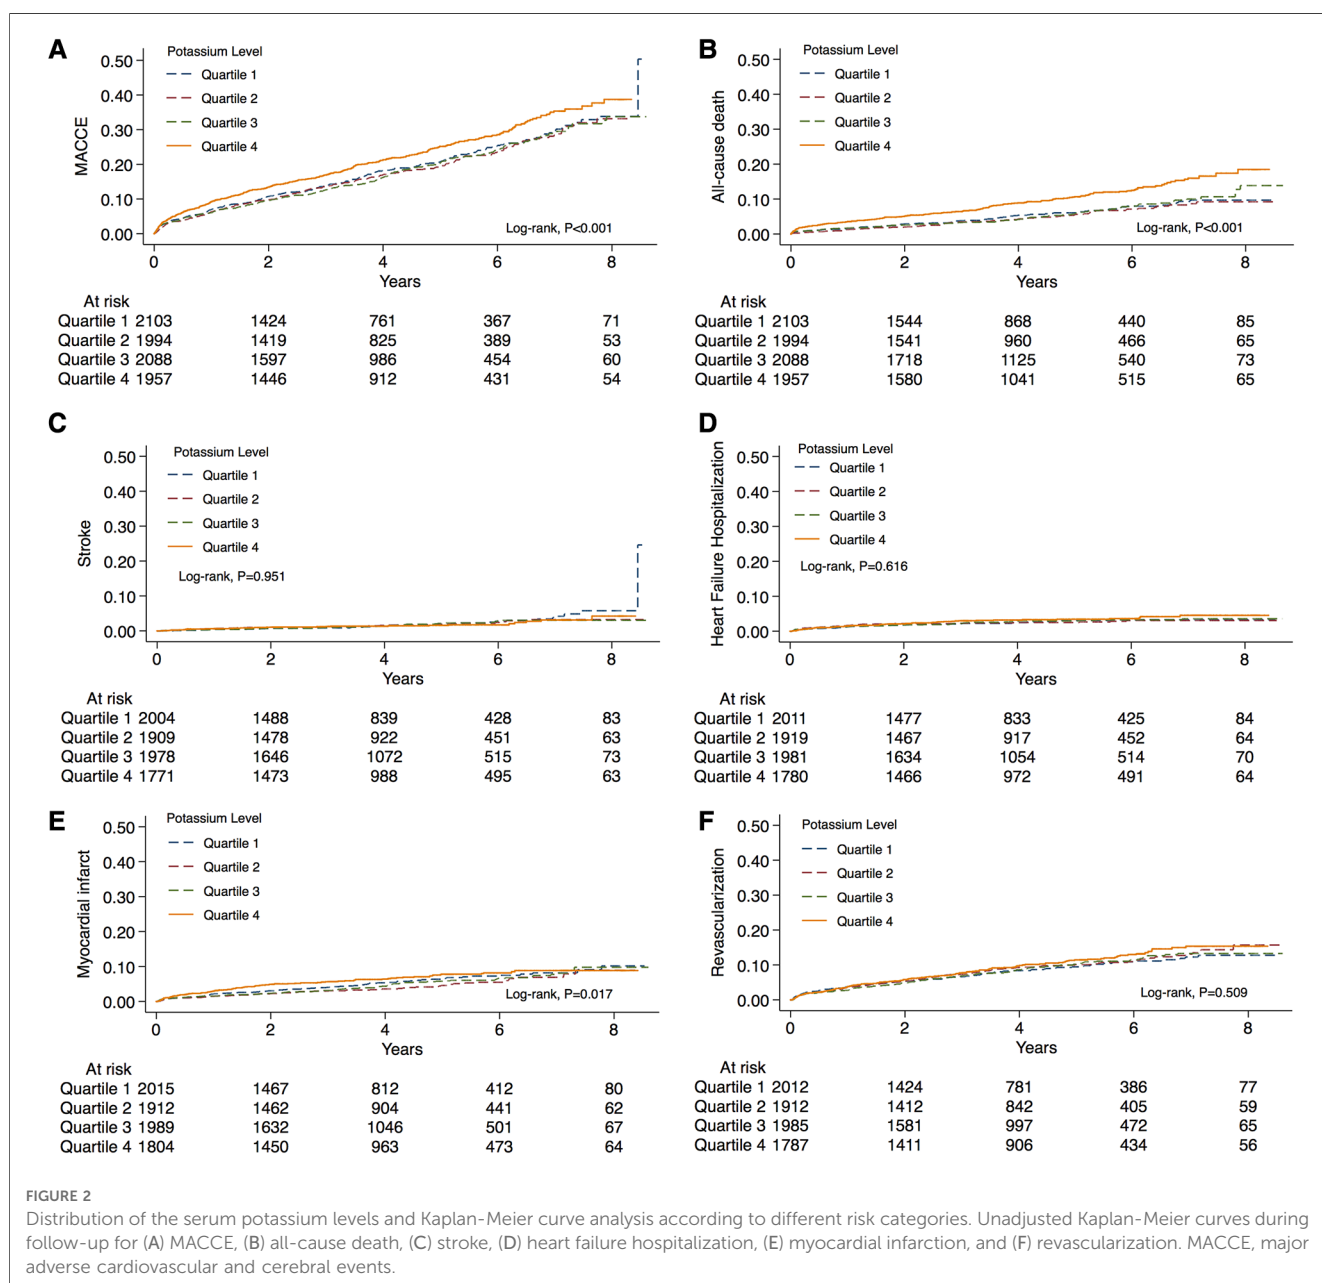 A
Potassium Level
Quartile 1
Quartile 2
Quartile 3
Quartile 4
MACCE
0.50
0.40
0.30
0.20
0.10
0.00
Log-rank, P<0.001
0 2 4 6 8
Years
At risk
Quartile 1 2103 1424 761 367 71
Quartile 2 1994 1419 825 389 53
Quartile 3 2088 1597 986 454 60
Quartile 4 1957 1446 912 431 54
B
Potassium Level
Quartile 1
Quartile 2
Quartile 3
Quartile 4
All-cause death
0.50
0.40
0.30
0.20
0.10
0.00
Log-rank, P<0.001
0 2 4 6 8
Years
At risk
Quartile 1 2103 1544 868 440 85
Quartile 2 1994 1541 960 466 65
Quartile 3 2088 1718 1125 540 73
Quartile 4 1957 1580 1041 515 65
C
Potassium Level
Quartile 1
Quartile 2
Quartile 3
Quartile 4
Stroke
0.50
0.40
0.30
0.20
0.10
0.00
Log-rank, P=0.951
0 2 4 6 8
Years
At risk
Quartile 1 2004 1488 839 428 83
Quartile 2 1909 1478 922 451 63
Quartile 3 1978 1646 1072 515 73
Quartile 4 1771 1473 988 495 63
D
Potassium Level
Quartile 1
Quartile 2
Quartile 3
Quartile 4
Heart Failure Hospitalization
0.50
0.40
0.30
0.20
0.10
0.00
Log-rank, P=0.616
0 2 4 6 8
Years
At risk
Quartile 1 2011 1477 833 425 84
Quartile 2 1919 1467 917 452 64
Quartile 3 1981 1634 1054 514 70
Quartile 4 1780 1466 972 491 64
E
Potassium Level
Quartile 1
Quartile 2
Quartile 3
Quartile 4
Myocardial infarct
0.50
0.40
0.30
0.20
0.10
0.00
Log-rank, P=0.017
0 2 4 6 8
Years
At risk
Quartile 1 2015 1467 812 412 80
Quartile 2 1912 1462 904 441 62
Quartile 3 1989 1632 1046 501 67
Quartile 4 1804 1450 963 473 64
F
Potassium Level
Quartile 1
Quartile 2
Quartile 3
Quartile 4
Revascularization
0.50
0.40
0.30
0.20
0.10
0.00
Log-rank, P=0.509
0 2 4 6 8
Years
At risk
Quartile 1 2012 1424 781 386 77
Quartile 2 1912 1412 842 405 59
Quartile 3 1985 1581 997 472 65
Quartile 4 1787 1411 906 434 56
FIGURE 2
Distribution of the serum potassium levels and Kaplan-Meier curve analysis according to different risk categories. Unadjusted Kaplan-Meier curves during
follow-up for (A) MACCE, (B) all-cause death, (C) stroke, (D) heart failure hospitalization, (E) myocardial infarction, and (F) revascularization. MACCE, major
adverse cardiovascular and cerebral events.